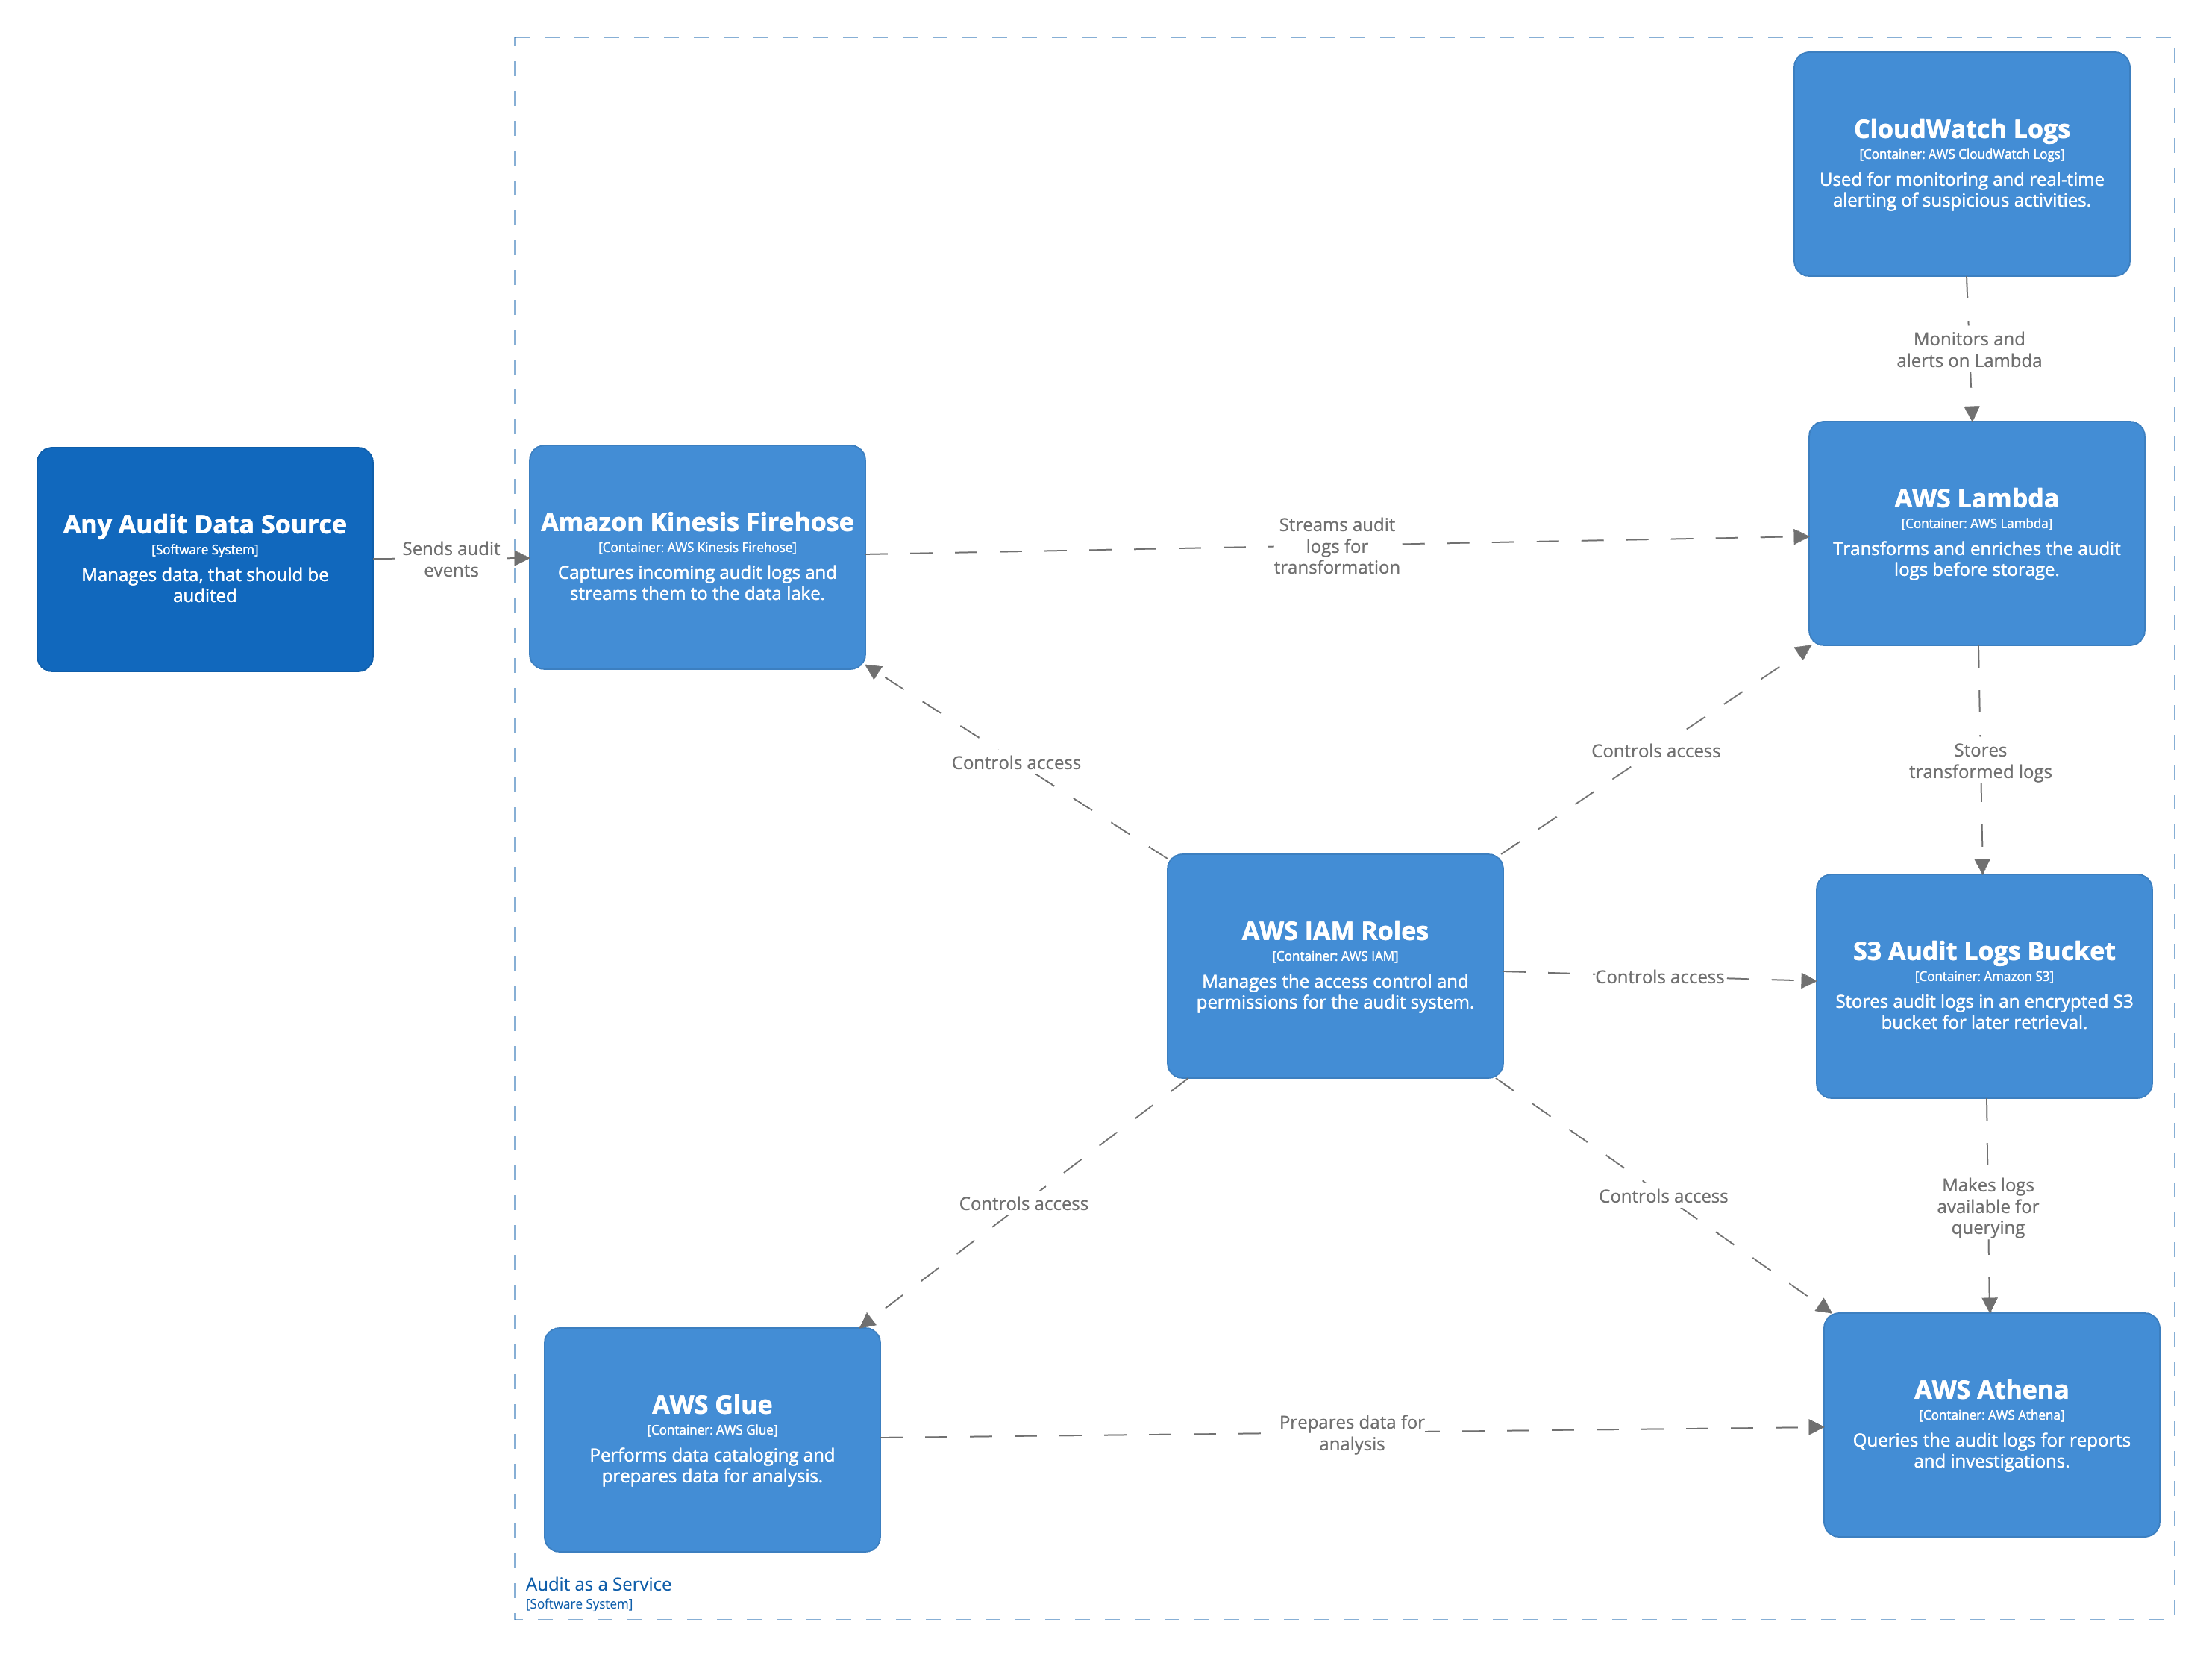 CloudWatch Logs
[Container: AWS CloudWatch Logs]
Used for monitoring and real-time
alerting of suspicious activities.
Monitors and
alerts on Lambda
Any Audit Data Source
[Software System]
Manages data, that should be
audited
Sends audit
events
Amazon Kinesis Firehose
[Container: AWS Kinesis Firehose]
Captures incoming audit logs and
streams them to the data lake.
Streams audit
logs for
transformation
AWS Lambda
[Container: AWS Lambda]
Transforms and enriches the audit
logs before storage.
Controls access
Controls access
Stores
transformed logs
AWS IAM Roles
[Container: AWS IAM]
Manages the access control and
permissions for the audit system.
Controls access
S3 Audit Logs Bucket
[Container: Amazon S3]
Stores audit logs in an encrypted S3
bucket for later retrieval.
Controls access
Controls access
Makes logs
available for
querying
AWS Glue
[Container: AWS Glue]
Performs data cataloging and
prepares data for analysis.
Prepares data for
analysis
AWS Athena
[Container: AWS Athena]
Queries the audit logs for reports
and investigations.
Audit as a Service
[Software System]